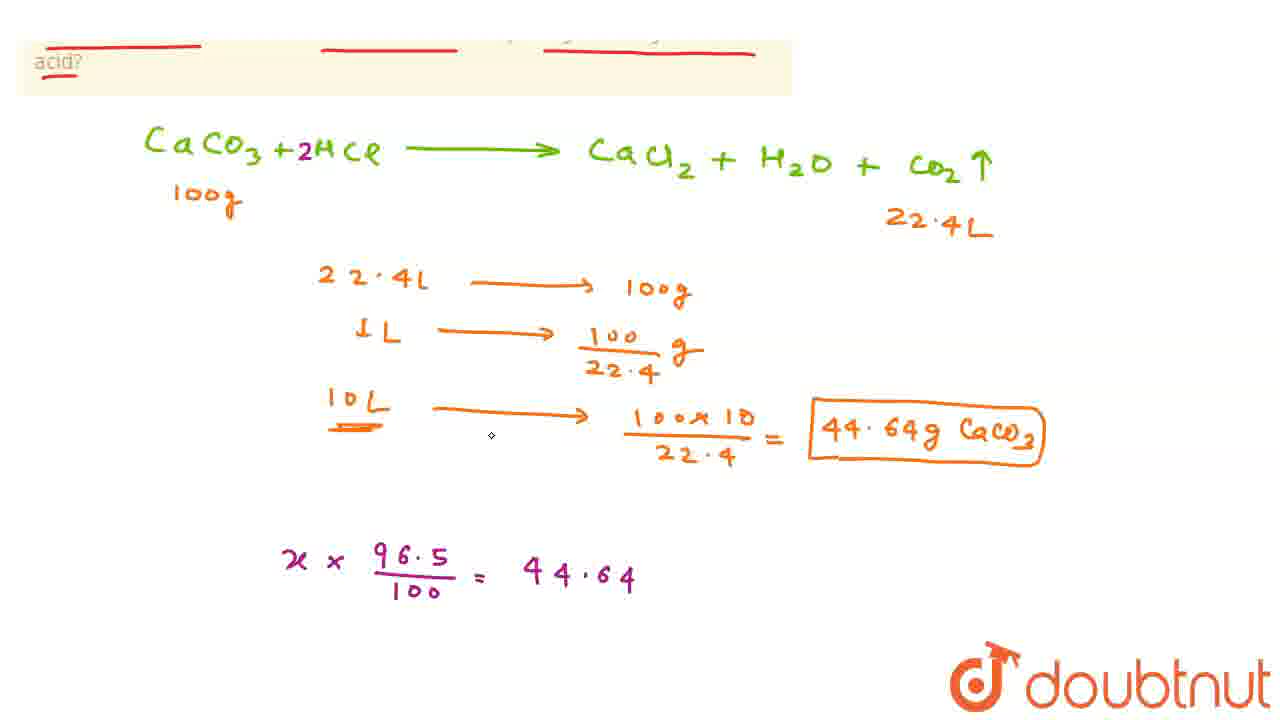 acid?
CaCO3 + 2HCl ⟶ CaCl2 + H2O + CO2↑
100g 22.4L
22.4L ⟶ 100g
1L ⟶ 100/22.4 g
10L ⟶ 100×10/22.4 = 44.64g CaCO3
x × 96.5/100 = 44.64
doubtnut